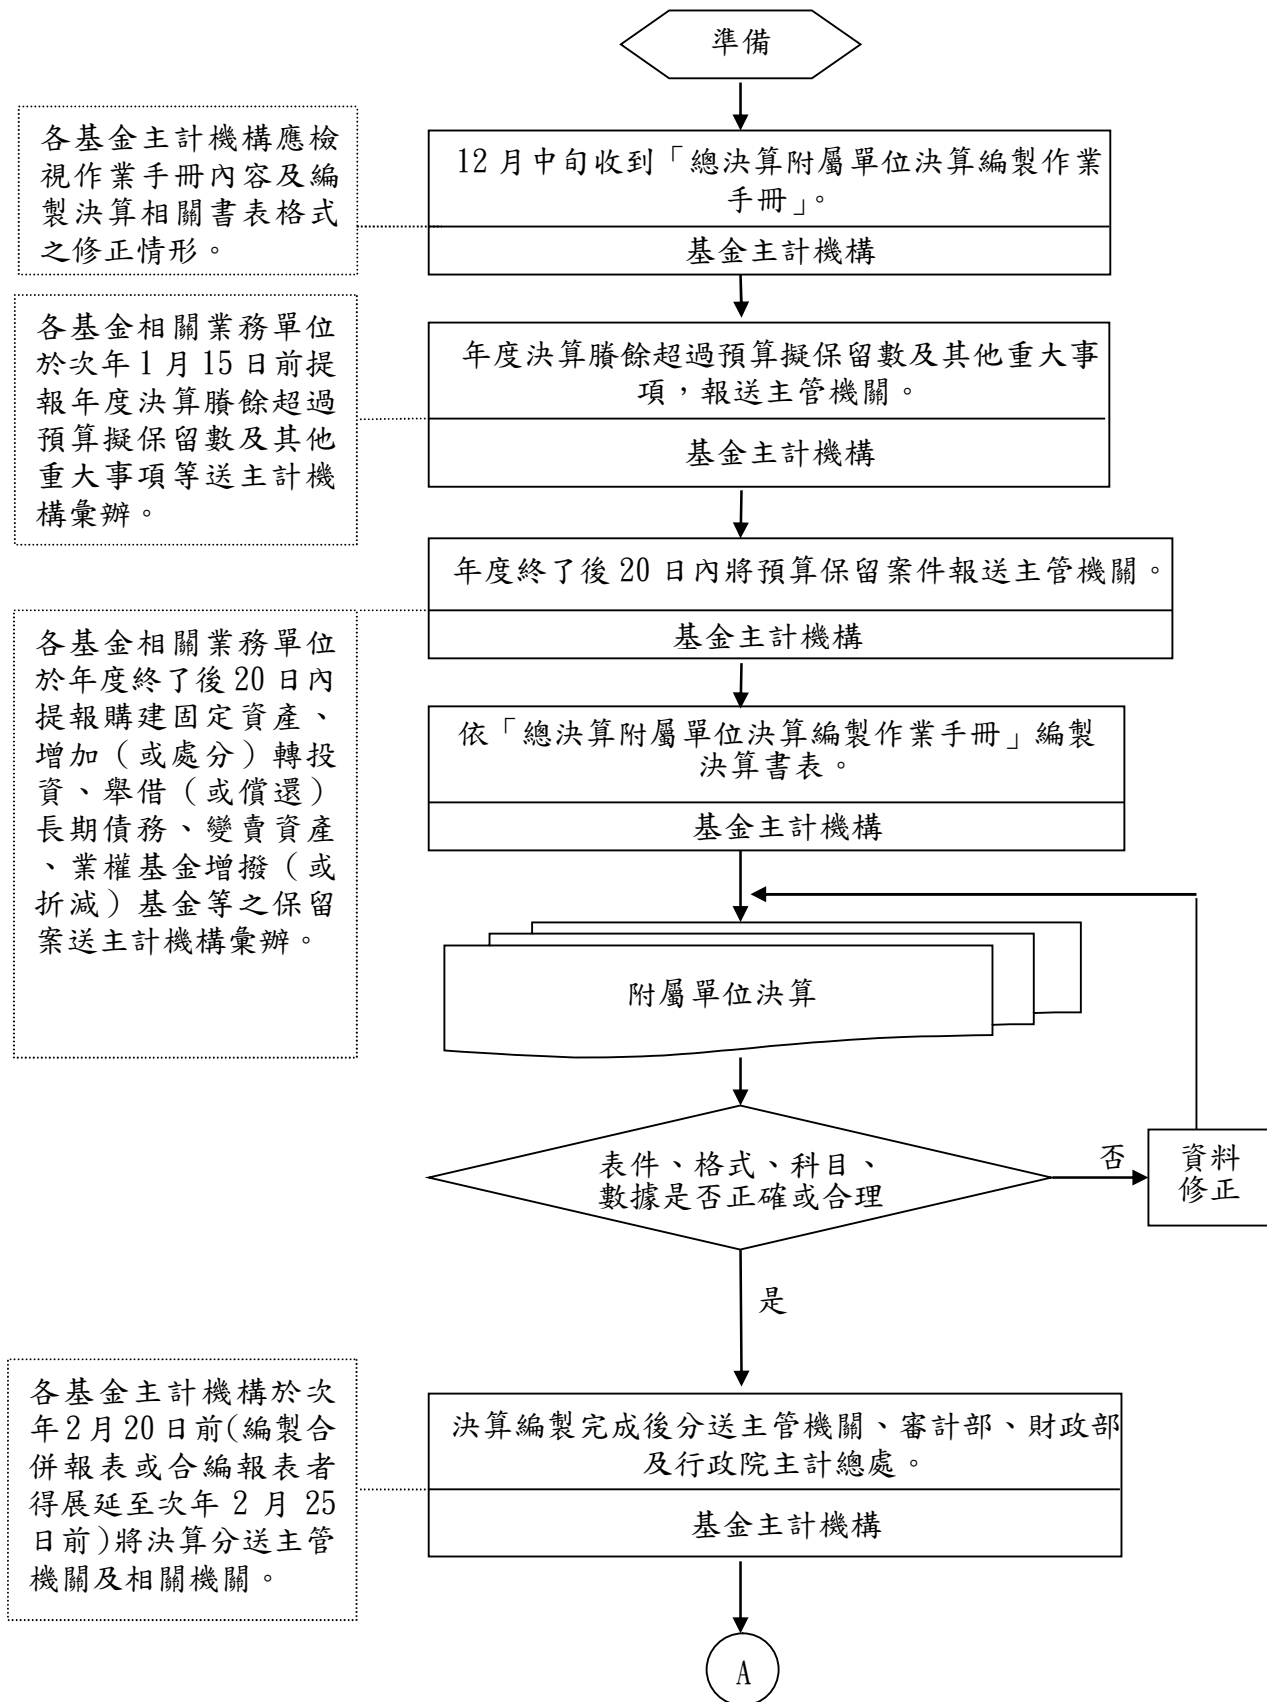 準備
各基金主計機構應檢
視作業手冊內容及編
製決算相關書表格式
之修正情形。
12 月中旬收到「總決算附屬單位決算編製作業
手冊」。
基金主計機構
各基金相關業務單位
於次年 1 月 15 日前提
報年度決算賸餘超過
預算擬保留數及其他
重大事項等送主計機
構彙辦。
年度決算賸餘超過預算擬保留數及其他重大事
項，報送主管機關。
基金主計機構
年度終了後 20 日內將預算保留案件報送主管機關。
基金主計機構
各基金相關業務單位
於年度終了後 20 日內
提報購建固定資產、
增加（或處分）轉投
資、舉借（或償還）
長期債務、變賣資產
、業權基金增撥（或
折減）基金等之保留
案送主計機構彙辦。
依「總決算附屬單位決算編製作業手冊」編製
決算書表。
基金主計機構
附屬單位決算
表件、格式、科目、
數據是否正確或合理
否
資料
修正
是
各基金主計機構於次
年 2 月 20 日前(編製合
併報表或合編報表者
得展延至次年 2 月 25
日前)將決算分送主管
機關及相關機關。
決算編製完成後分送主管機關、審計部、財政部
及行政院主計總處。
基金主計機構
A